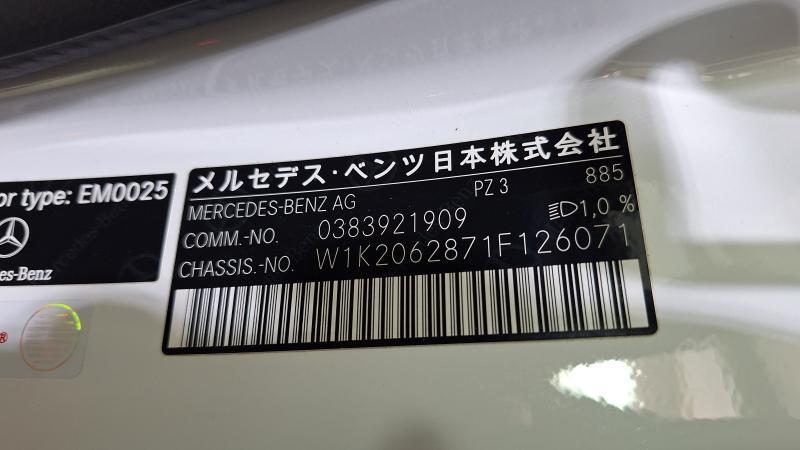 or type: EM0025
es-Benz
®
メルセデス・ベンツ日本株式会社
MERCEDES-BENZ AG PZ 3 885
COMM.-NO. 0383921909 1,0 %
CHASSIS.-NO. W1K2062871F126071